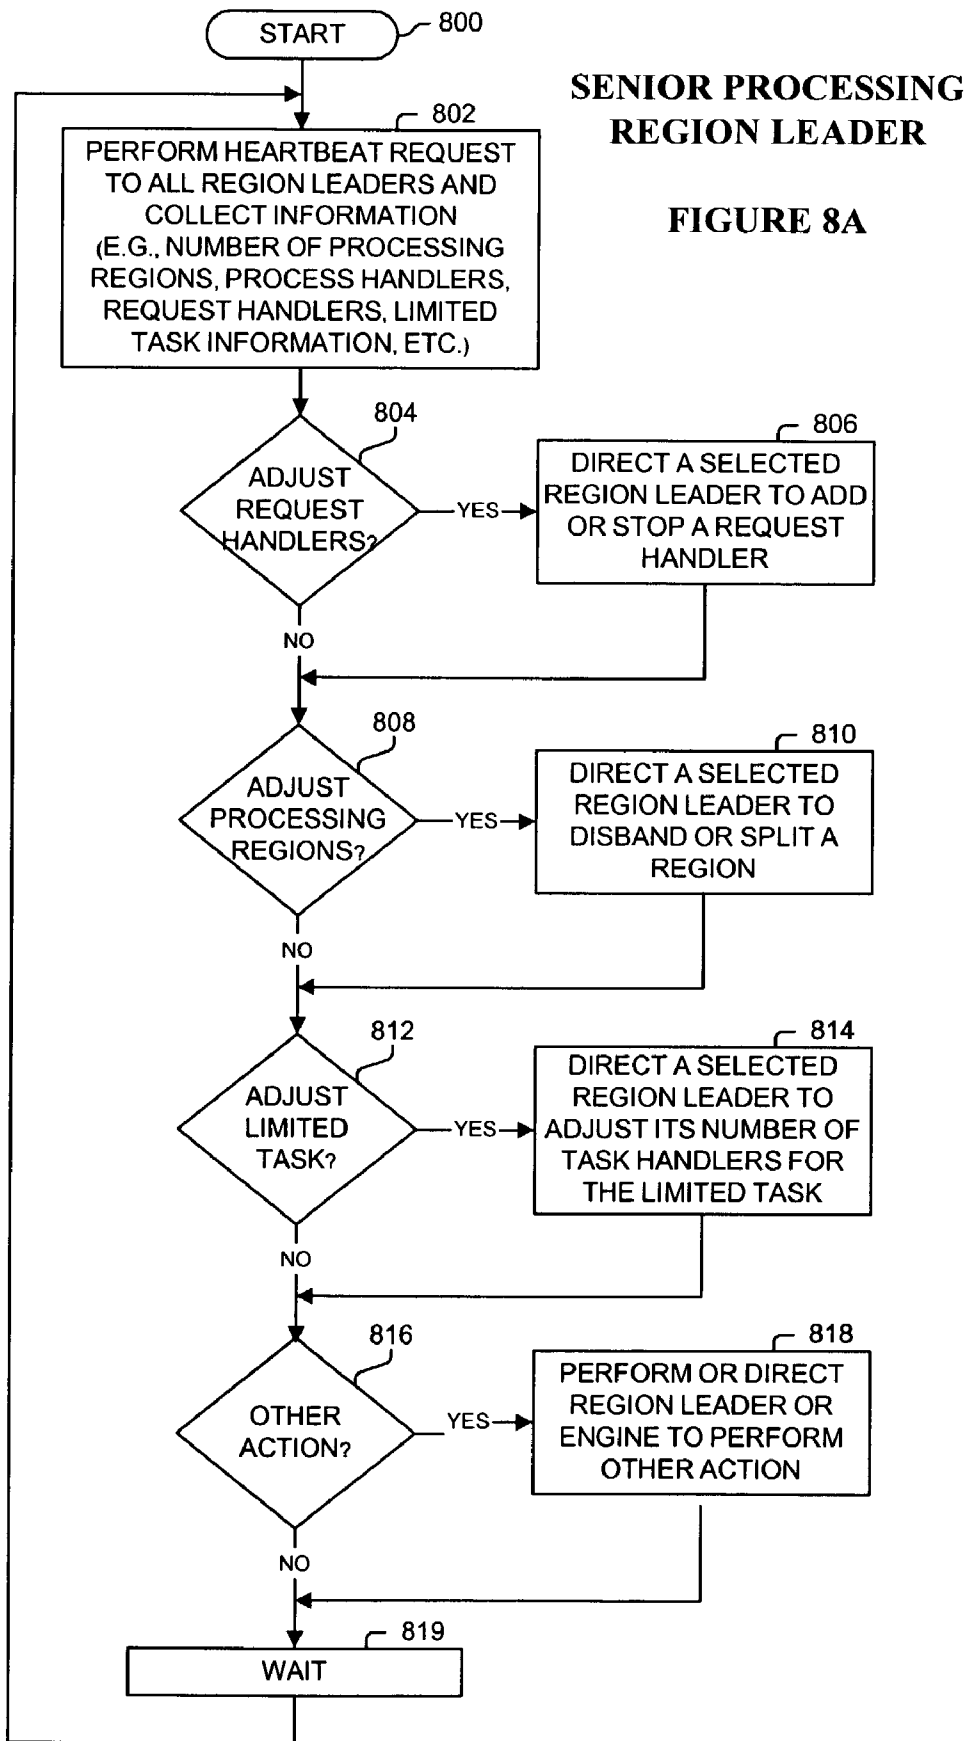 START
800
SENIOR PROCESSING
REGION LEADER
FIGURE 8A
802
PERFORM HEARTBEAT REQUEST
TO ALL REGION LEADERS AND
COLLECT INFORMATION
(E.G., NUMBER OF PROCESSING
REGIONS, PROCESS HANDLERS,
REQUEST HANDLERS, LIMITED
TASK INFORMATION, ETC.)
804
ADJUST
REQUEST
HANDLERS?
YES
806
DIRECT A SELECTED
REGION LEADER TO ADD
OR STOP A REQUEST
HANDLER
NO
808
ADJUST
PROCESSING
REGIONS?
YES
810
DIRECT A SELECTED
REGION LEADER TO
DISBAND OR SPLIT A
REGION
NO
812
ADJUST
LIMITED
TASK?
YES
814
DIRECT A SELECTED
REGION LEADER TO
ADJUST ITS NUMBER OF
TASK HANDLERS FOR
THE LIMITED TASK
NO
816
OTHER
ACTION?
YES
818
PERFORM OR DIRECT
REGION LEADER OR
ENGINE TO PERFORM
OTHER ACTION
NO
819
WAIT